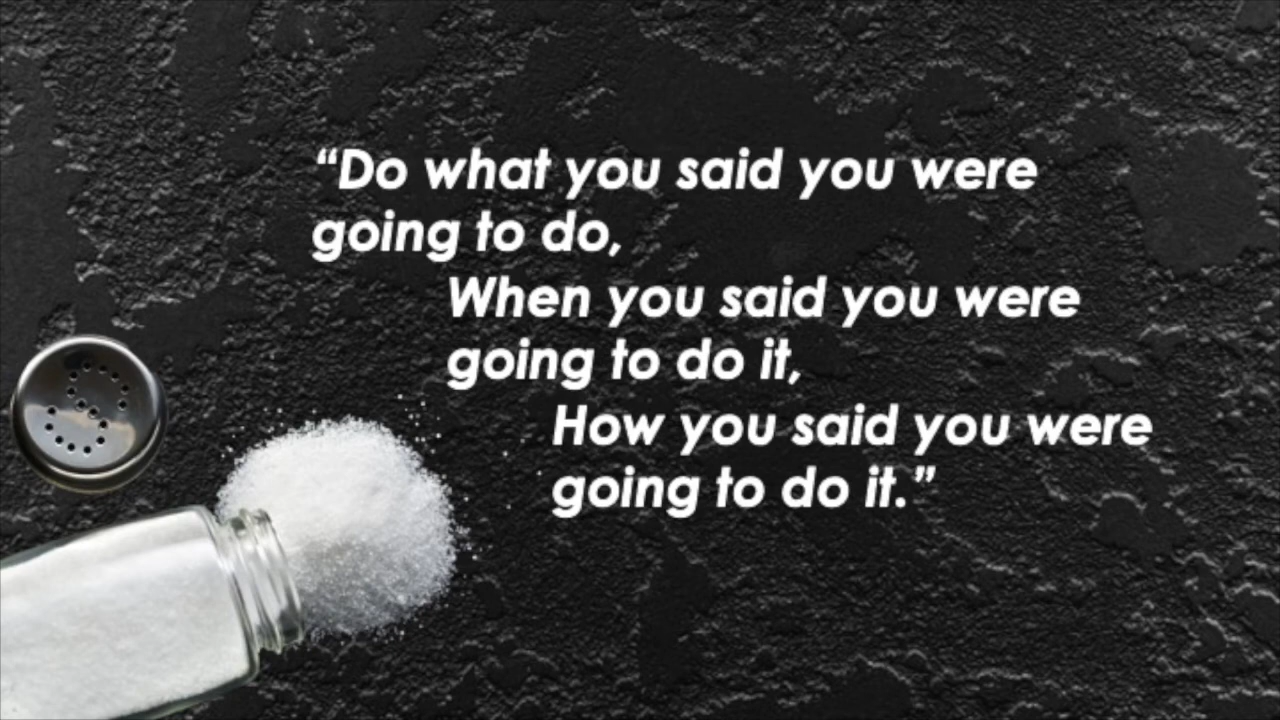 “Do what you said you were
going to do,
When you said you were
going to do it,
How you said you were
going to do it.”